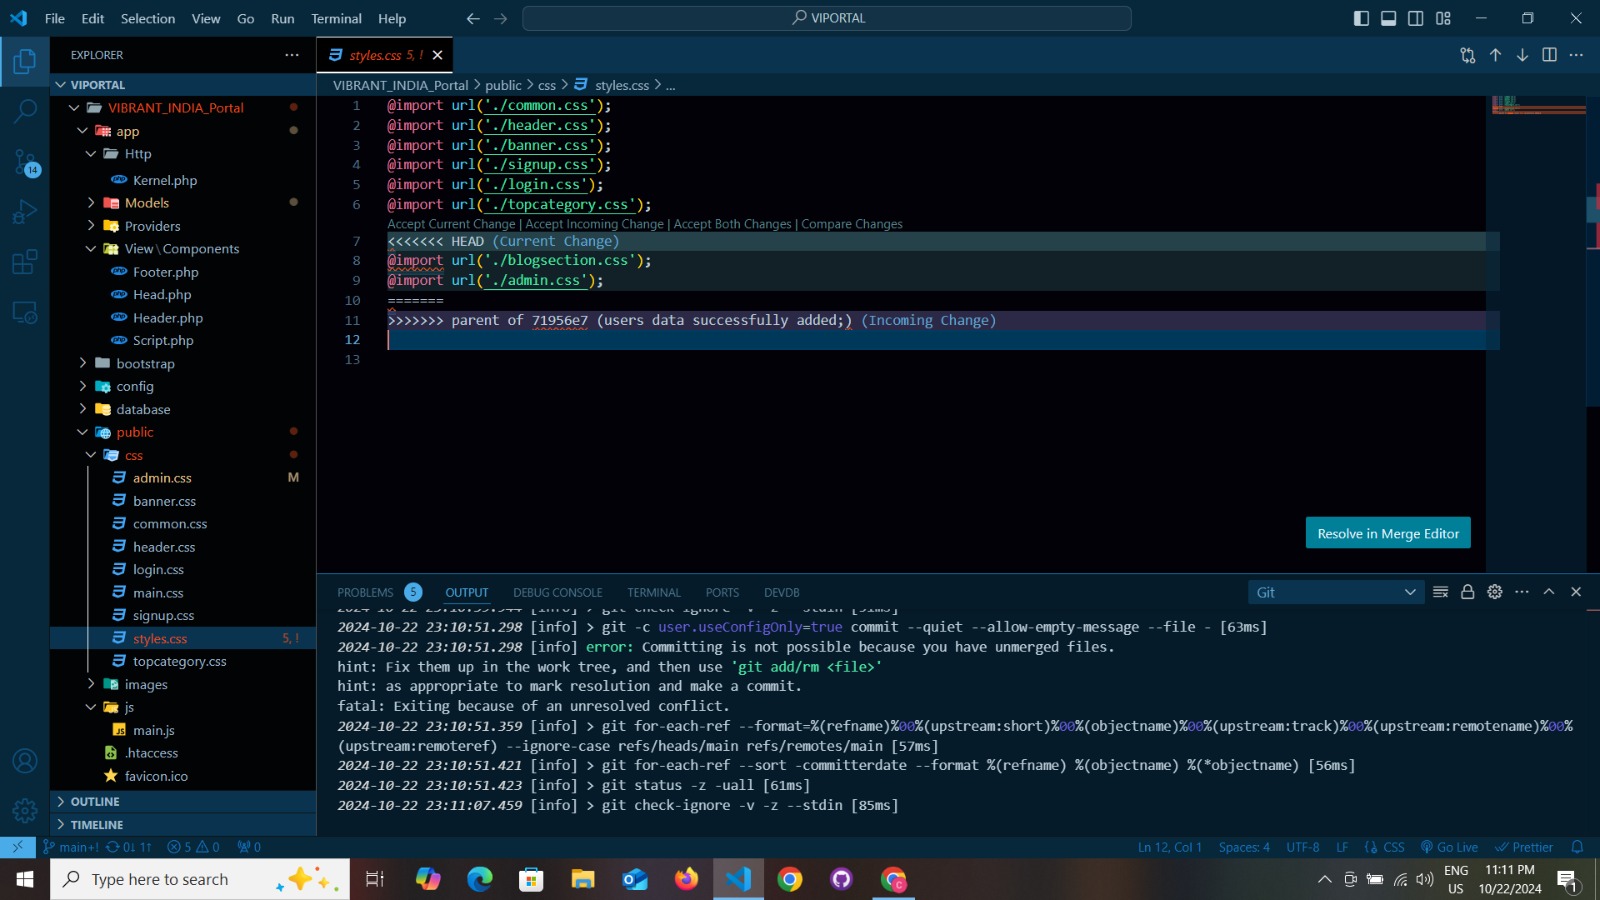 File Edit Selection View Go Run Terminal Help
VIPORTAL
EXPLORER
styles.css 5, !
VIPORTAL
VIBRANT_INDIA_Portal > public > css > styles.css > ...
VIBRANT_INDIA_Portal
app
Http
Kernel.php
Models
Providers
View\Components
Footer.php
Head.php
Header.php
Script.php
bootstrap
config
database
public
css
admin.css M
banner.css
common.css
header.css
login.css
main.css
signup.css
styles.css 5, !
topcategory.css
images
js
main.js
.htaccess
favicon.ico
OUTLINE
TIMELINE
14
1 @import url('./common.css');
2 @import url('./header.css');
3 @import url('./banner.css');
4 @import url('./signup.css');
5 @import url('./login.css');
6 @import url('./topcategory.css');
Accept Current Change | Accept Incoming Change | Accept Both Changes | Compare Changes
7 <<<<<<< HEAD (Current Change)
8 @import url('./blogsection.css');
9 @import url('./admin.css');
10 =======
11 >>>>>>> parent of 71956e7 (users data successfully added;) (Incoming Change)
12
13
Resolve in Merge Editor
PROBLEMS 5 OUTPUT DEBUG CONSOLE TERMINAL PORTS DEVDB
Git
2024-10-22 23:10:51.298 [info] > git -c user.useConfigOnly=true commit --quiet --allow-empty-message --file - [63ms]
2024-10-22 23:10:51.298 [info] error: Committing is not possible because you have unmerged files.
hint: Fix them up in the work tree, and then use 'git add/rm <file>'
hint: as appropriate to mark resolution and make a commit.
fatal: Exiting because of an unresolved conflict.
2024-10-22 23:10:51.359 [info] > git for-each-ref --format=%(refname)%00%(upstream:short)%00%(objectname)%00%(upstream:track)%00%(upstream:remotename)%00%
(upstream:remoteref) --ignore-case refs/heads/main refs/remotes/main [57ms]
2024-10-22 23:10:51.421 [info] > git for-each-ref --sort -committerdate --format %(refname) %(objectname) %(*objectname) [56ms]
2024-10-22 23:10:51.423 [info] > git status -z -uall [61ms]
2024-10-22 23:11:07.459 [info] > git check-ignore -v -z --stdin [85ms]
main+! 0↓ 1↑ 5 0 0
Ln 12, Col 1 Spaces: 4 UTF-8 LF CSS Go Live Prettier
Type here to search
ENG
US
11:11 PM
10/22/2024
1